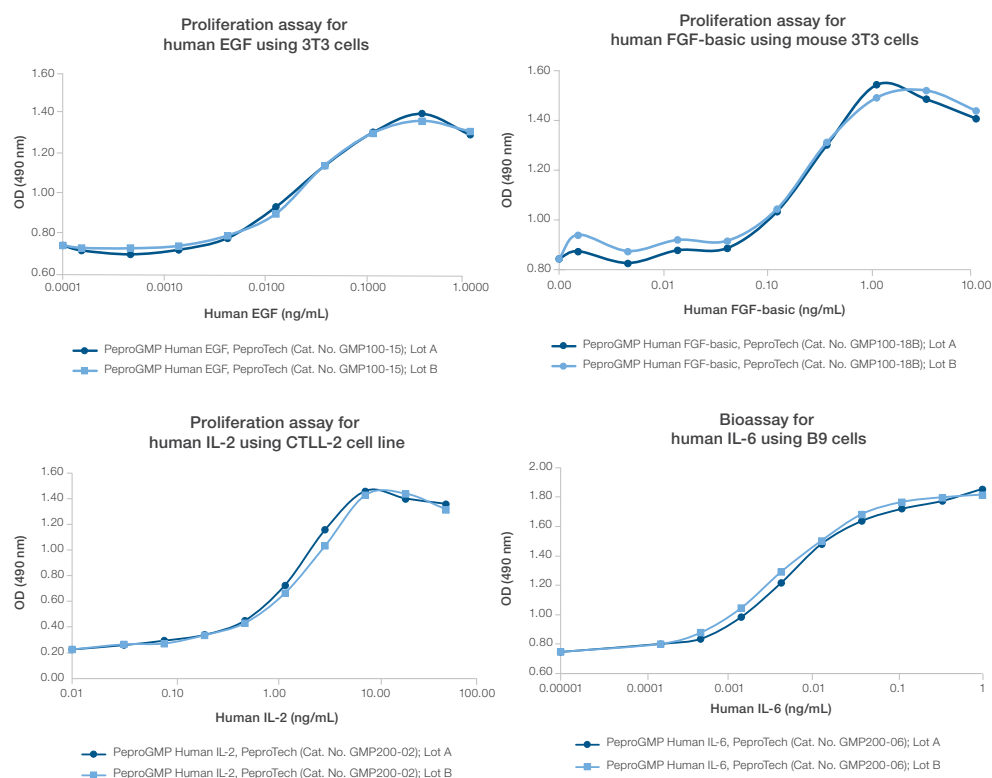 Proliferation assay for
human EGF using 3T3 cells
OD (490 nm)
1.60
1.40
1.20
1.00
0.80
0.60
0.0001
0.0010
0.0100
0.1000
1.0000
Human EGF (ng/mL)
PeproGMP Human EGF, PeproTech (Cat. No. GMP100-15); Lot A
PeproGMP Human EGF, PeproTech (Cat. No. GMP100-15); Lot B
Proliferation assay for
human FGF-basic using mouse 3T3 cells
OD (490 nm)
1.60
1.40
1.20
1.00
0.80
0.00
0.01
0.10
1.00
10.00
Human FGF-basic (ng/mL)
PeproGMP Human FGF-basic, PeproTech (Cat. No. GMP100-18B); Lot A
PeproGMP Human FGF-basic, PeproTech (Cat. No. GMP100-18B); Lot B
Proliferation assay for
human IL-2 using CTLL-2 cell line
OD (490 nm)
1.60
1.40
1.20
1.00
0.80
0.60
0.40
0.20
0.00
0.01
0.10
1.00
10.00
100.00
Human IL-2 (ng/mL)
PeproGMP Human IL-2, PeproTech (Cat. No. GMP200-02); Lot A
PeproGMP Human IL-2, PeproTech (Cat. No. GMP200-02); Lot B
Bioassay for
human IL-6 using B9 cells
OD (490 nm)
2.00
1.80
1.60
1.40
1.20
1.00
0.80
0.60
0.00001
0.0001
0.001
0.01
0.1
1
Human IL-6 (ng/mL)
PeproGMP Human IL-6, PeproTech (Cat. No. GMP200-06); Lot A
PeproGMP Human IL-6, PeproTech (Cat. No. GMP200-06); Lot B